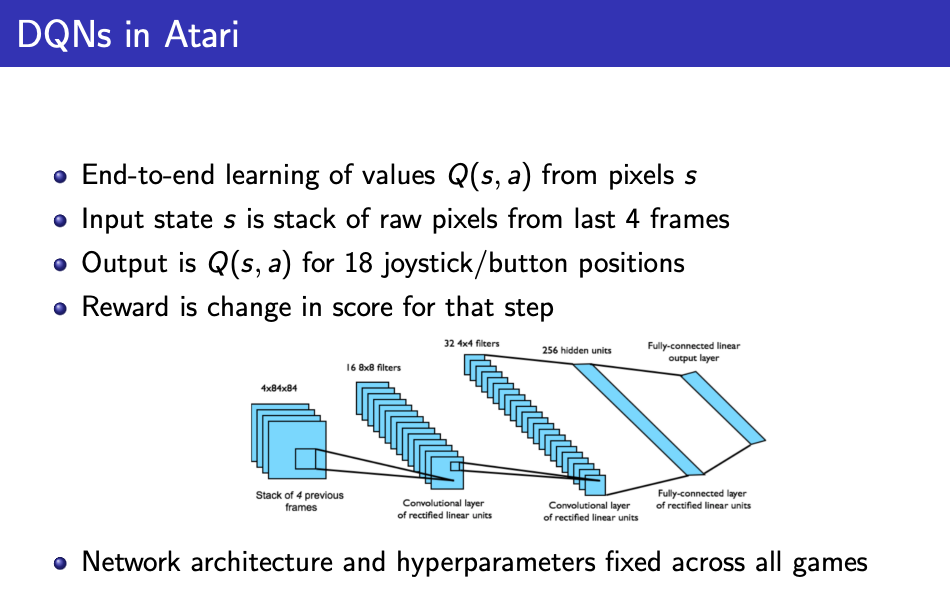 DQNs in Atari
End-to-end learning of values Q(s, a) from pixels s
Input state s is stack of raw pixels from last 4 frames
Output is Q(s, a) for 18 joystick/button positions
Reward is change in score for that step
4x84x84
Stack of 4 previous
frames
16 8x8 filters
Convolutional layer
of rectified linear units
32 4x4 filters
Convolutional layer
of rectified linear units
256 hidden units
Fully-connected layer
of rectified linear units
Fully-connected linear
output layer
Network architecture and hyperparameters fixed across all games